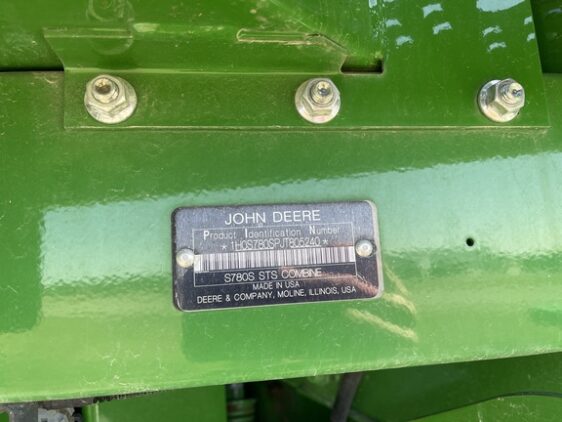 JOHN DEERE
Product Identification Number
*1H0S780SPJT805240*
S780S STS COMBINE
MADE IN USA
DEERE & COMPANY, MOLINE, ILLINOIS, USA